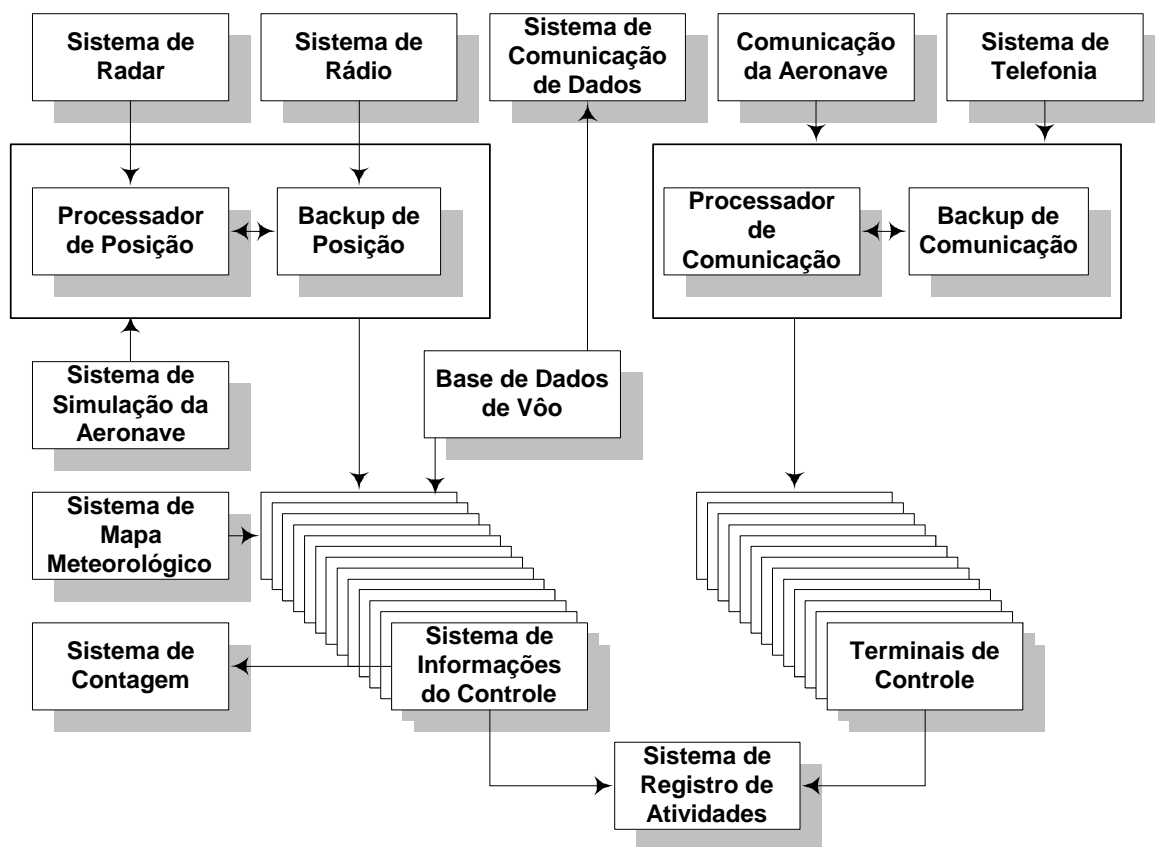 Sistema de
Radar
Sistema de
Rádio
Sistema de
Comunicação
de Dados
Comunicação
da Aeronave
Sistema de
Telefonia
Processador
de Posição
Backup de
Posição
Processador
de
Comunicação
Backup de
Comunicação
Sistema de
Simulação da
Aeronave
Base de Dados
de Vôo
Sistema de
Mapa
Meteorológico
Sistema de
Contagem
Sistema de
Informações
do Controle
Terminais de
Controle
Sistema de
Registro de
Atividades